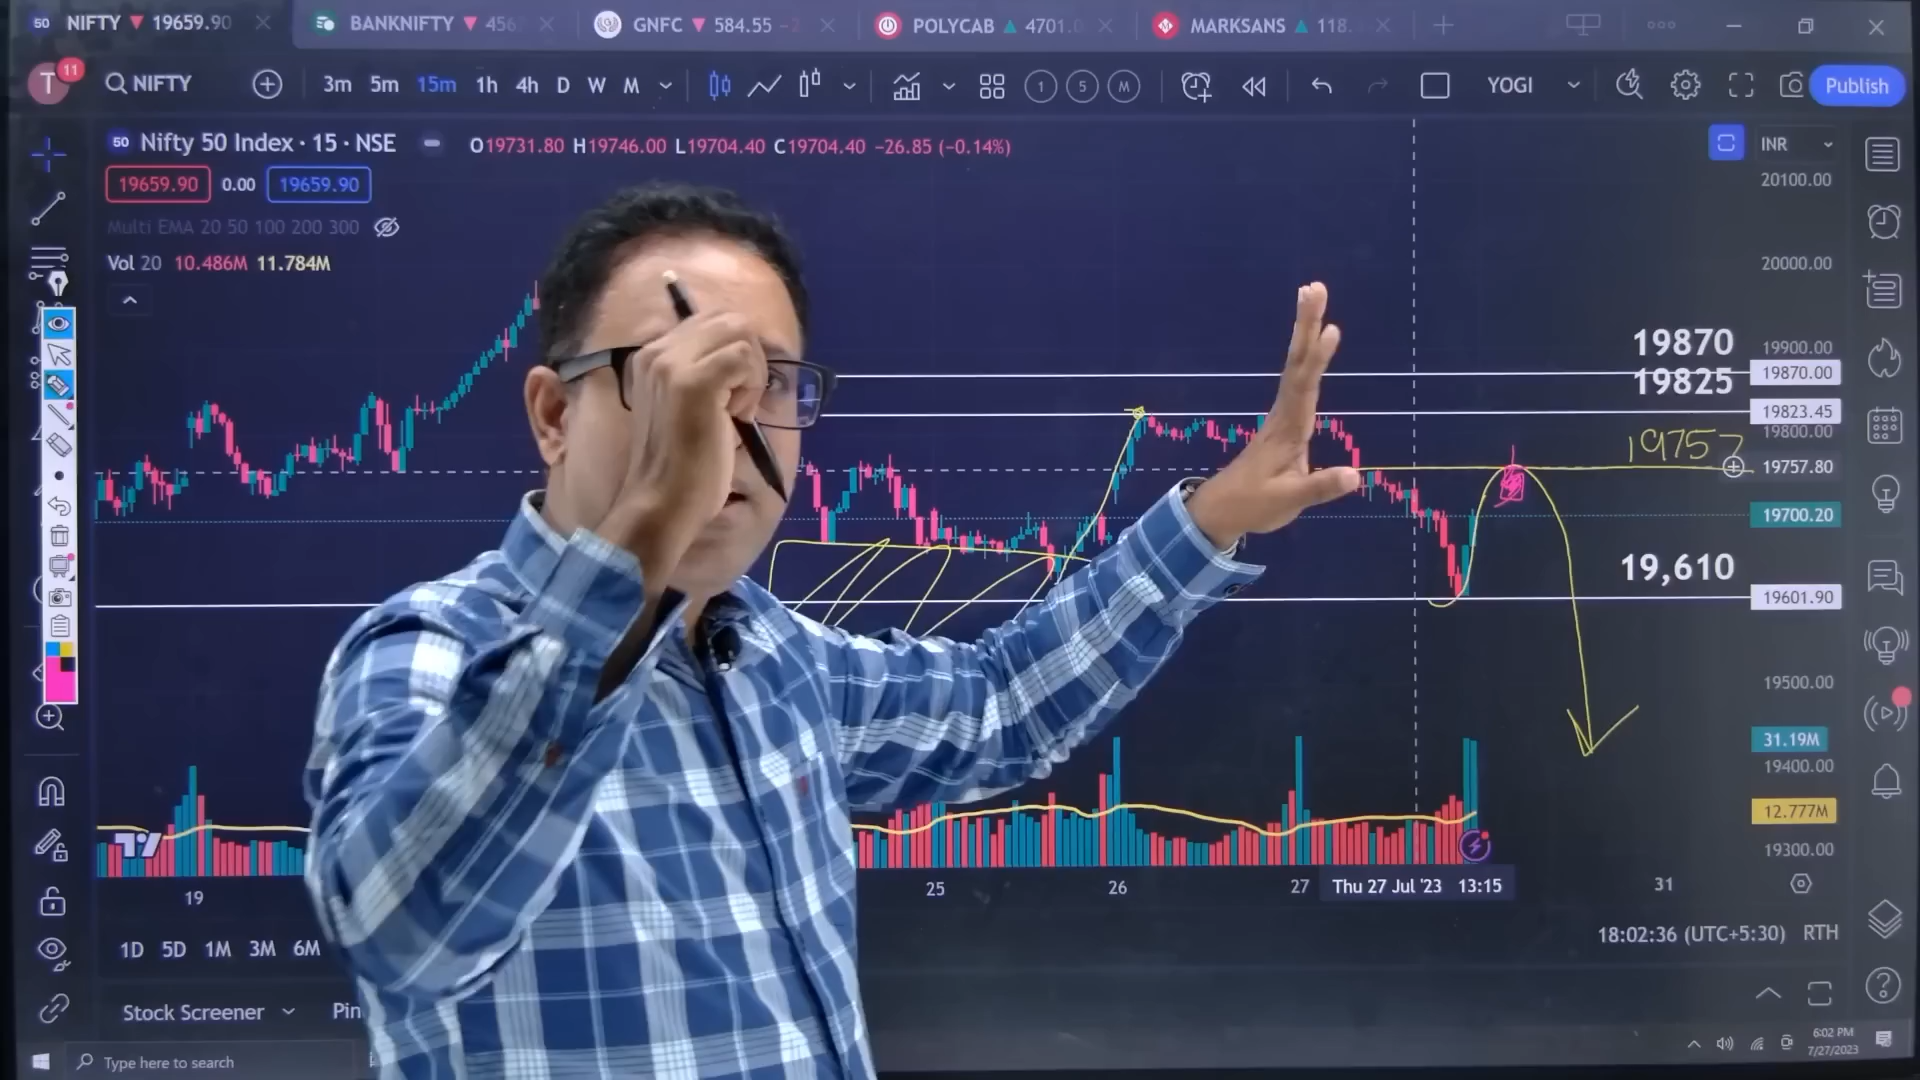 NIFTY ▼ 19659.90
BANKNIFTY ▼ 456
GNFC ▼ 584.55
POLYCAB ▲ 4701.0
MARKSANS ▲ 118.
T 11 NIFTY 3m 5m 15m 1h 4h D W M 1 5 M YOGI Publish
50 Nifty 50 Index · 15 · NSE O19731.80 H19746.00 L19704.40 C19704.40 −26.85 (−0.14%) INR
19659.90 0.00 19659.90
Multi EMA 20 50 100 200 300
Vol 20 10.486M 11.784M
20100.00
20000.00
19870 19900.00
19870.00
19825
19823.45
19800.00
19757
19757.80
19700.20
19,610
19601.90
19500.00
31.19M
19400.00
12.777M
19300.00
19 25 26 27 Thu 27 Jul '23 13:15 31
18:02:36 (UTC+5:30) RTH
1D 5D 1M 3M 6M
Stock Screener Pin
Type here to search
6:02 PM
7/27/2023